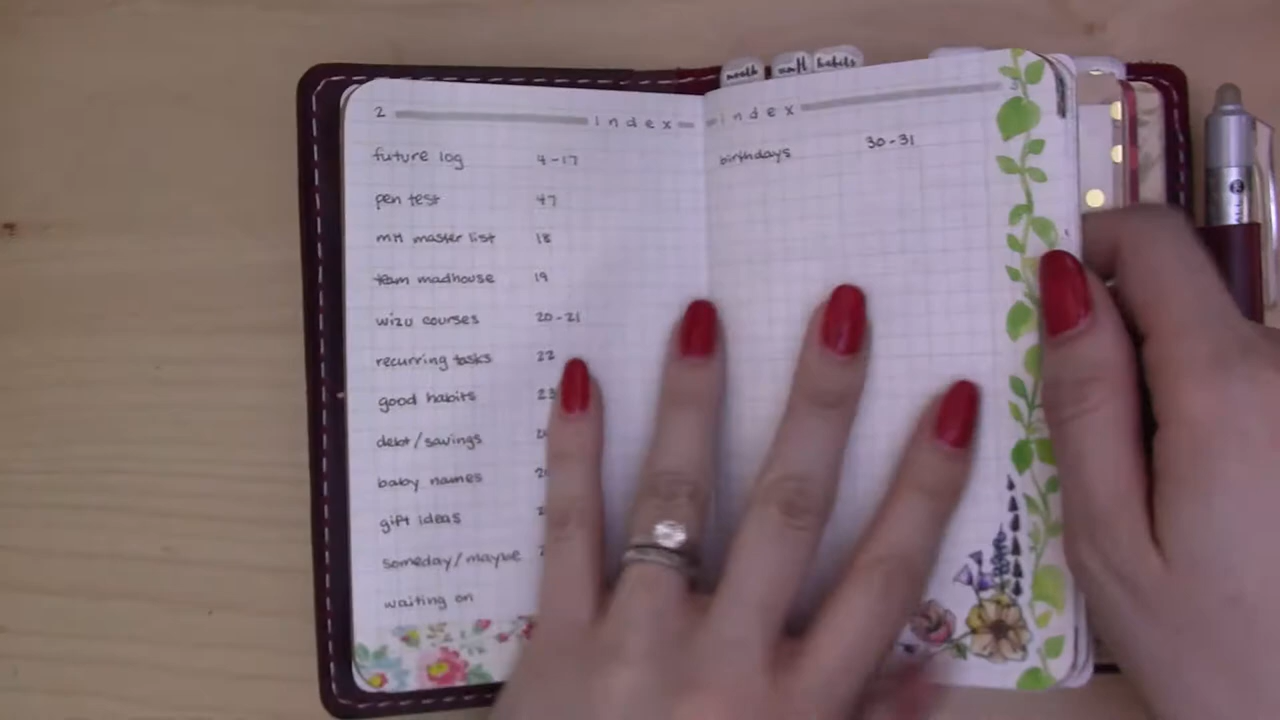 month
habits
2
index
index
future log 4-17
pen test 47
MH master list 18
team madhouse 19
wizu courses 20-21
recurring tasks 22
good habits 23
debt/savings
baby names
gift ideas
someday/maybe
waiting on
birthdays 30-31